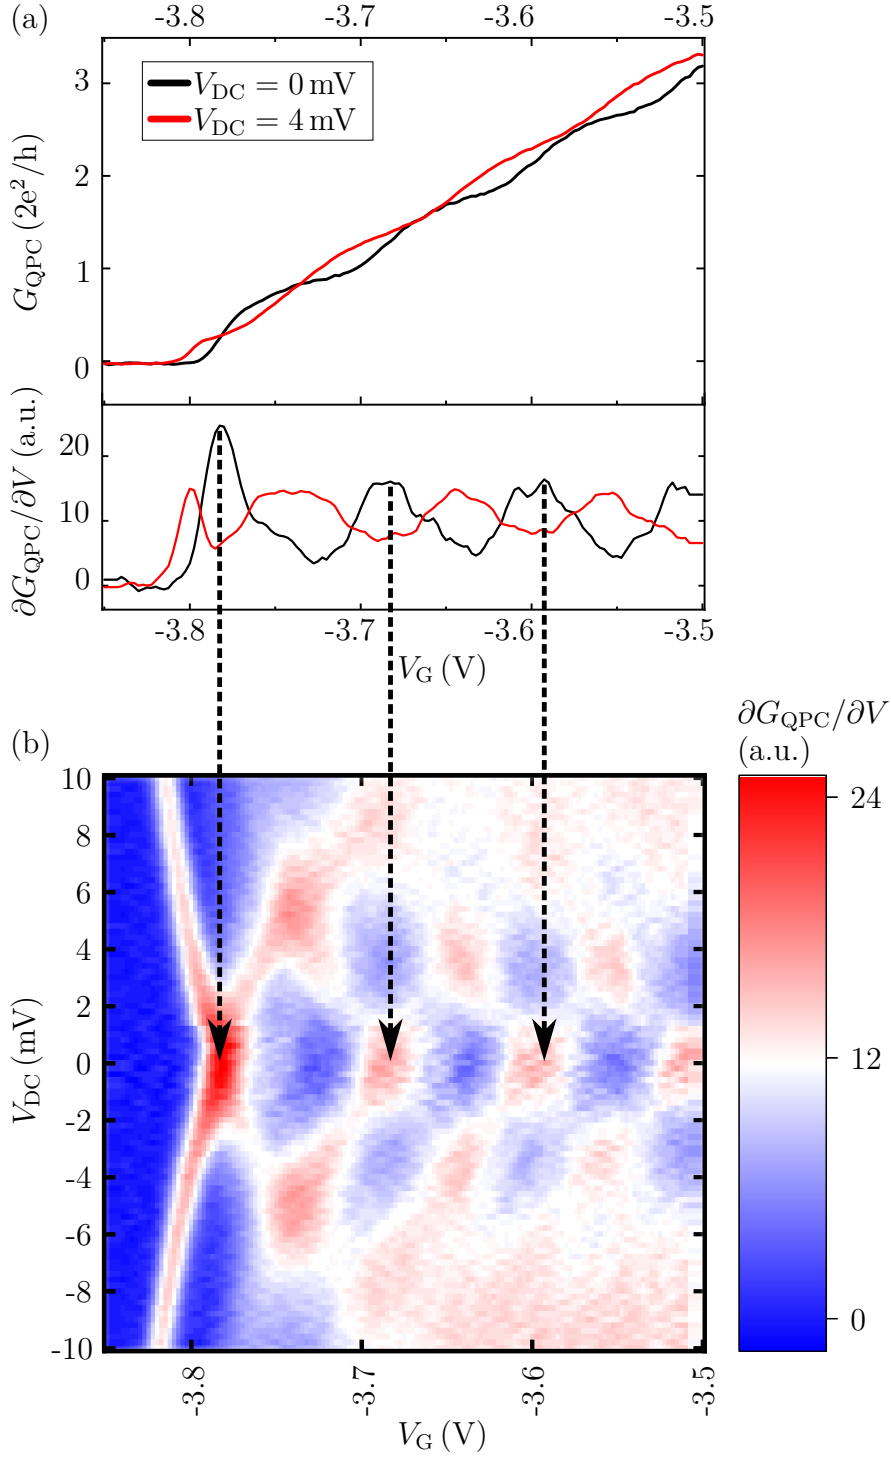 (a)
-3.8 -3.7 -3.6 -3.5
V_DC = 0 mV
V_DC = 4 mV
G_QPC (2e²/h)
3
2
1
0
∂G_QPC/∂V (a.u.)
20
10
0
-3.8 -3.7 -3.6 -3.5
V_G (V)
(b)
∂G_QPC/∂V
(a.u.)
24
12
0
V_DC (mV)
10
8
6
4
2
0
-2
-4
-6
-8
-10
-3.8 -3.7 -3.6 -3.5
V_G (V)